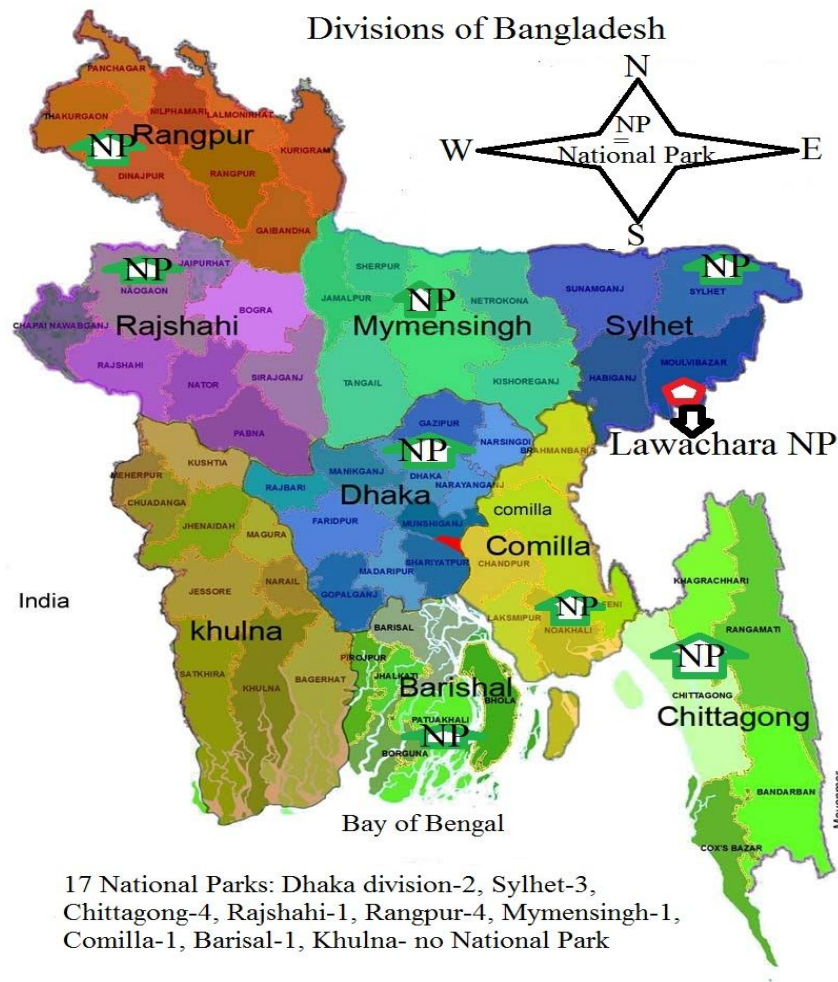 Divisions of Bangladesh
N
NP
=
W National Park E
S
PANCHAGAR
THAKURGAON
NILPHAMARI
LALMONIRHAT
NP
Rangpur
KURIGRAM
DINAJPUR
RANGPUR
GAIBANDHA
JAIPURHAT
NP
NAOGAON
CHAPAI NAWABGANJ
BOGRA
Rajshahi
RAJSHAHI
NATOR
SIRAJGANJ
PABNA
SHERPUR
JAMALPUR
NP
NETROKONA
Mymensingh
TANGAIL
KISHOREGANJ
SUNAMGANJ
NP
SYLHET
Sylhet
HABIGANJ
MOULVIBAZAR
Lawachara NP
GAZIPUR
NARSINGDI
NP
MANIKGANJ
DHAKA
NARAYANGANJ
RAJBARI
Dhaka
FARIDPUR
MUNSHIGANJ
MADARIPUR
SHARIYATPUR
GOPALGANJ
BRAHMANBARIA
comilla
Comilla
CHANDPUR
LAKSMIPUR
NP
FENI
NOAKHALI
KUSHTIA
MEHERPUR
CHUADANGA
JHENAIDAH
MAGURA
JESSORE
NARAIL
India
khulna
SATKHIRA
KHULNA
BAGERHAT
BARISAL
PIROJPUR
JHALKATI
Barishal
BHOLA
PATUAKHALI
NP
BORGUNA
KHAGRACHHARI
RANGAMATI
NP
CHITTAGONG
Chittagong
BANDARBAN
COX'S BAZAR
Bay of Bengal
17 National Parks: Dhaka division-2, Sylhet-3,
Chittagong-4, Rajshahi-1, Rangpur-4, Mymensingh-1,
Comilla-1, Barisal-1, Khulna- no National Park